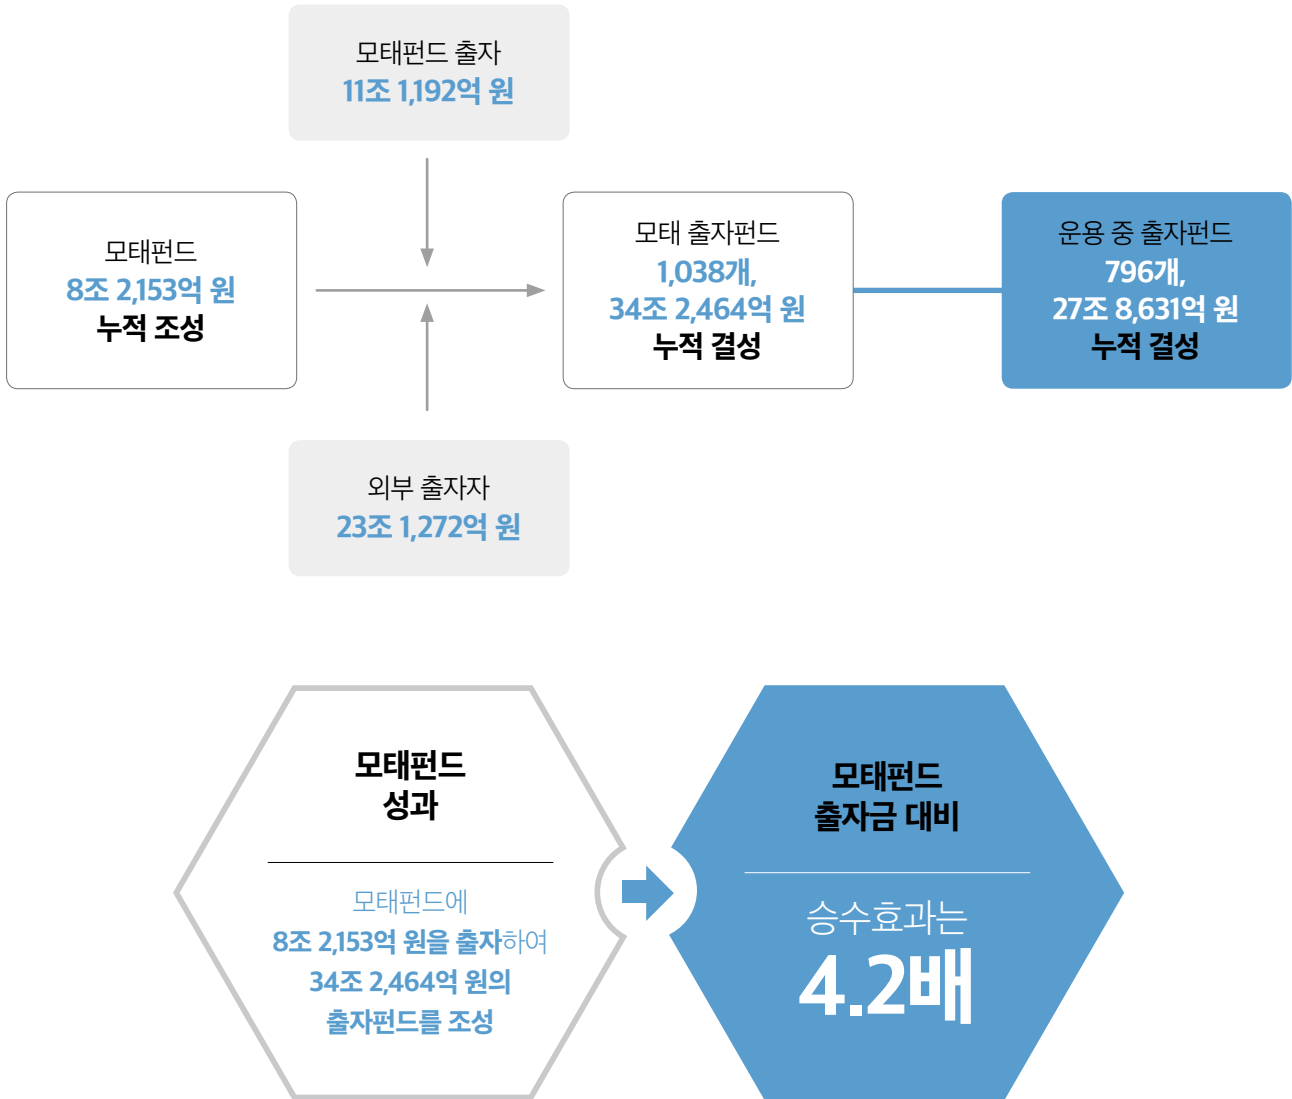 모태펀드 출자
11조 1,192억 원
모태펀드
8조 2,153억 원
누적 조성
모태 출자펀드
1,038개,
34조 2,464억 원
누적 결성
운용 중 출자펀드
796개,
27조 8,631억 원
누적 결성
외부 출자자
23조 1,272억 원
모태펀드
성과
모태펀드에
8조 2,153억 원을 출자하여
34조 2,464억 원의
출자펀드를 조성
모태펀드
출자금 대비
승수효과는
4.2배